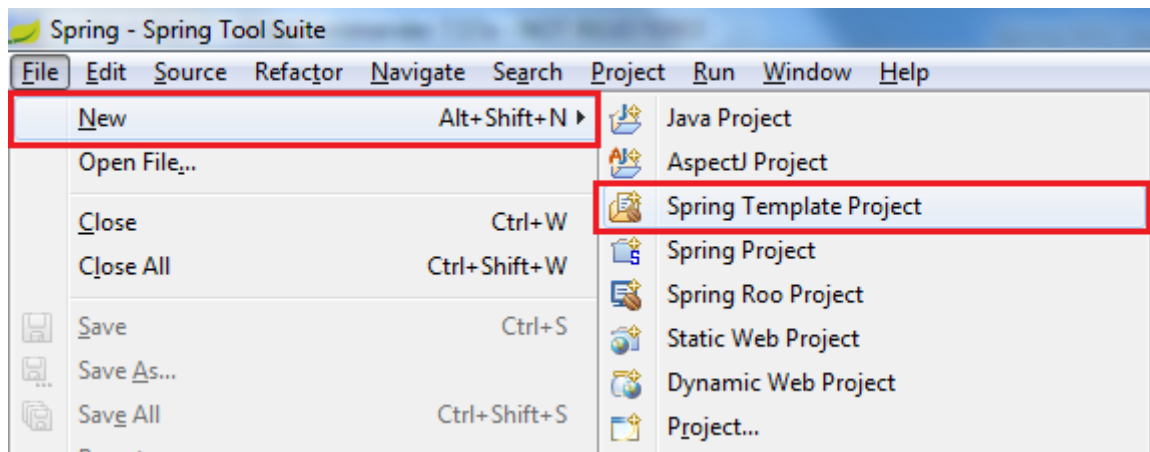 Spring - Spring Tool Suite
File Edit Source Refactor Navigate Search Project Run Window Help
New Alt+Shift+N
Open File...
Close Ctrl+W
Close All Ctrl+Shift+W
Save Ctrl+S
Save As...
Save All Ctrl+Shift+S
Java Project
AspectJ Project
Spring Template Project
Spring Project
Spring Roo Project
Static Web Project
Dynamic Web Project
Project...